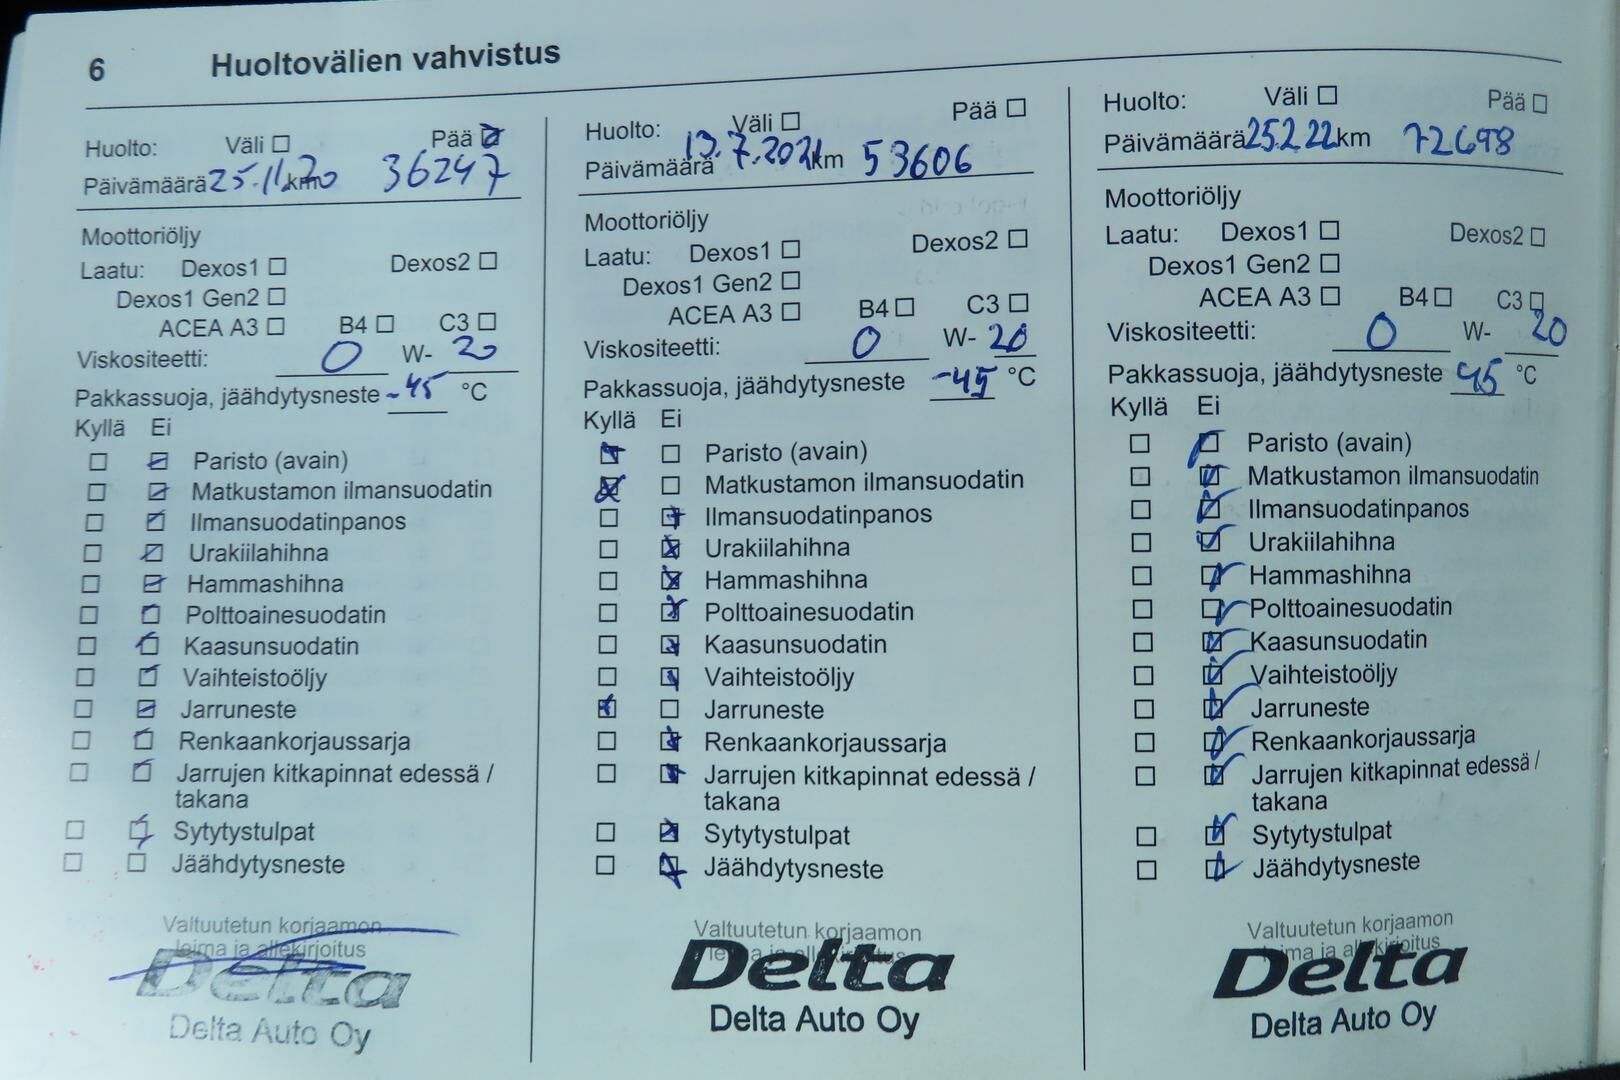 6 Huoltovälien vahvistus
Huolto: Väli ☐ Pää ☑
Päivämäärä 25.11.20 km 36247
Moottoriöljy
Laatu: Dexos1 ☐ Dexos2 ☐
Dexos1 Gen2 ☐
ACEA A3 ☐ B4 ☐ C3 ☐
Viskositeetti: 0 W- 20
Pakkassuoja, jäähdytysneste -45 °C
Kyllä Ei
☐ ☑ Paristo (avain)
☐ ☑ Matkustamon ilmansuodatin
☐ ☑ Ilmansuodatinpanos
☐ ☑ Urakiilahihna
☐ ☑ Hammashihna
☐ ☑ Polttoainesuodatin
☐ ☑ Kaasunsuodatin
☐ ☑ Vaihteistoöljy
☐ ☑ Jarruneste
☐ ☑ Renkaankorjaussarja
☐ ☑ Jarrujen kitkapinnat edessä /
takana
☐ ☑ Sytytystulpat
☐ ☐ Jäähdytysneste
Valtuutetun korjaamon
leima ja allekirjoitus
Delta
Delta Auto Oy
Huolto: Väli ☐ Pää ☐
Päivämäärä 13.7.2021 km 53606
Moottoriöljy
Laatu: Dexos1 ☐ Dexos2 ☐
Dexos1 Gen2 ☐
ACEA A3 ☐ B4 ☐ C3 ☐
Viskositeetti: 0 W- 20
Pakkassuoja, jäähdytysneste -45 °C
Kyllä Ei
☑ ☐ Paristo (avain)
☑ ☐ Matkustamon ilmansuodatin
☐ ☑ Ilmansuodatinpanos
☐ ☑ Urakiilahihna
☐ ☑ Hammashihna
☐ ☑ Polttoainesuodatin
☐ ☑ Kaasunsuodatin
☐ ☑ Vaihteistoöljy
☑ ☐ Jarruneste
☐ ☑ Renkaankorjaussarja
☐ ☑ Jarrujen kitkapinnat edessä /
takana
☐ ☑ Sytytystulpat
☐ ☑ Jäähdytysneste
Valtuutetun korjaamon
Delta
Delta Auto Oy
Huolto: Väli ☐ Pää ☐
Päivämäärä 25.2.22 km 72698
Moottoriöljy
Laatu: Dexos1 ☐ Dexos2 ☐
Dexos1 Gen2 ☐
ACEA A3 ☐ B4 ☐ C3 ☐
Viskositeetti: 0 W- 20
Pakkassuoja, jäähdytysneste 45 °C
Kyllä Ei
☐ ☑ Paristo (avain)
☐ ☑ Matkustamon ilmansuodatin
☐ ☑ Ilmansuodatinpanos
☐ ☑ Urakiilahihna
☐ ☑ Hammashihna
☐ ☑ Polttoainesuodatin
☐ ☑ Kaasunsuodatin
☐ ☑ Vaihteistoöljy
☐ ☑ Jarruneste
☐ ☑ Renkaankorjaussarja
☐ ☑ Jarrujen kitkapinnat edessä /
takana
☐ ☑ Sytytystulpat
☐ ☑ Jäähdytysneste
Valtuutetun korjaamon
leima ja allekirjoitus
Delta
Delta Auto Oy